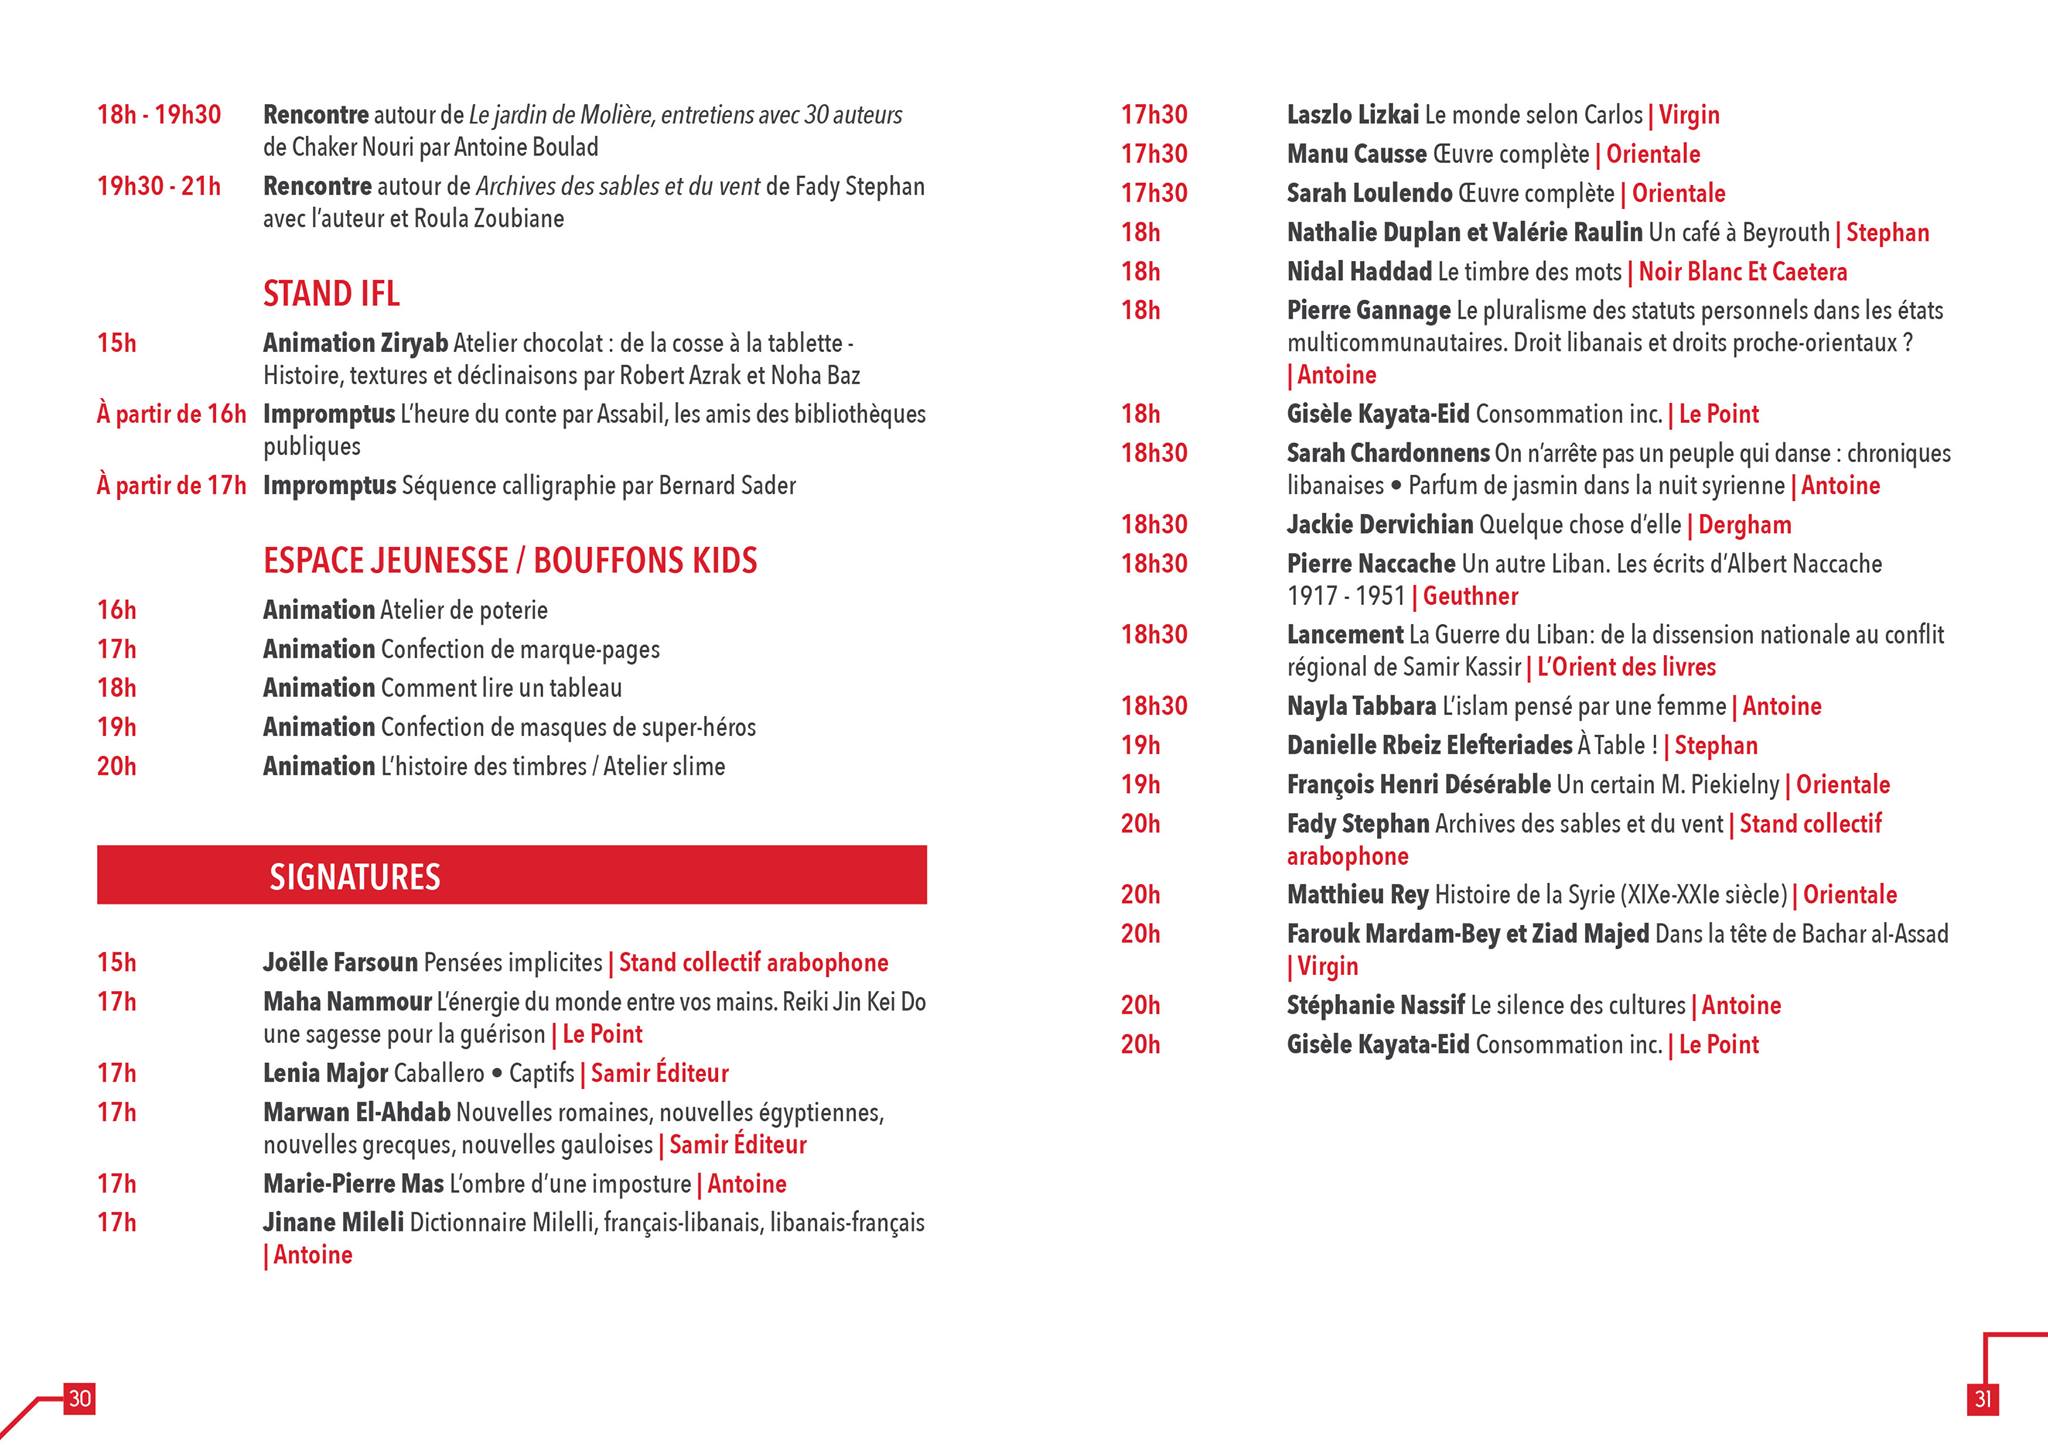 18h - 19h30 Rencontre autour de Le jardin de Molière, entretiens avec 30 auteurs
de Chaker Nouri par Antoine Boulad
19h30 - 21h Rencontre autour de Archives des sables et du vent de Fady Stephan
avec l'auteur et Roula Zoubiane
STAND IFL
15h Animation Ziryab Atelier chocolat : de la cosse à la tablette -
Histoire, textures et déclinaisons par Robert Azrak et Noha Baz
À partir de 16h Impromptus L'heure du conte par Assabil, les amis des bibliothèques
publiques
À partir de 17h Impromptus Séquence calligraphie par Bernard Sader
ESPACE JEUNESSE / BOUFFONS KIDS
16h Animation Atelier de poterie
17h Animation Confection de marque-pages
18h Animation Comment lire un tableau
19h Animation Confection de masques de super-héros
20h Animation L'histoire des timbres / Atelier slime
SIGNATURES
15h Joëlle Farsoun Pensées implicites | Stand collectif arabophone
17h Maha Nammour L'énergie du monde entre vos mains. Reiki Jin Kei Do
une sagesse pour la guérison | Le Point
17h Lenia Major Caballero • Captifs | Samir Éditeur
17h Marwan El-Ahdab Nouvelles romaines, nouvelles égyptiennes,
nouvelles grecques, nouvelles gauloises | Samir Éditeur
17h Marie-Pierre Mas L'ombre d'une imposture | Antoine
17h Jinane Mileli Dictionnaire Milelli, français-libanais, libanais-français
| Antoine
30
17h30 Laszlo Lizkai Le monde selon Carlos | Virgin
17h30 Manu Causse Œuvre complète | Orientale
17h30 Sarah Loulendo Œuvre complète | Orientale
18h Nathalie Duplan et Valérie Raulin Un café à Beyrouth | Stephan
18h Nidal Haddad Le timbre des mots | Noir Blanc Et Caetera
18h Pierre Gannage Le pluralisme des statuts personnels dans les états
multicommunautaires. Droit libanais et droits proche-orientaux ?
| Antoine
18h Gisèle Kayata-Eid Consommation inc. | Le Point
18h30 Sarah Chardonnens On n'arrête pas un peuple qui danse : chroniques
libanaises • Parfum de jasmin dans la nuit syrienne | Antoine
18h30 Jackie Dervichian Quelque chose d'elle | Dergham
18h30 Pierre Naccache Un autre Liban. Les écrits d'Albert Naccache
1917 - 1951 | Geuthner
18h30 Lancement La Guerre du Liban: de la dissension nationale au conflit
régional de Samir Kassir | L'Orient des livres
18h30 Nayla Tabbara L'islam pensé par une femme | Antoine
19h Danielle Rbeiz Elefteriades À Table ! | Stephan
19h François Henri Désérable Un certain M. Piekielny | Orientale
20h Fady Stephan Archives des sables et du vent | Stand collectif
arabophone
20h Matthieu Rey Histoire de la Syrie (XIXe-XXIe siècle) | Orientale
20h Farouk Mardam-Bey et Ziad Majed Dans la tête de Bachar al-Assad
| Virgin
20h Stéphanie Nassif Le silence des cultures | Antoine
20h Gisèle Kayata-Eid Consommation inc. | Le Point
31